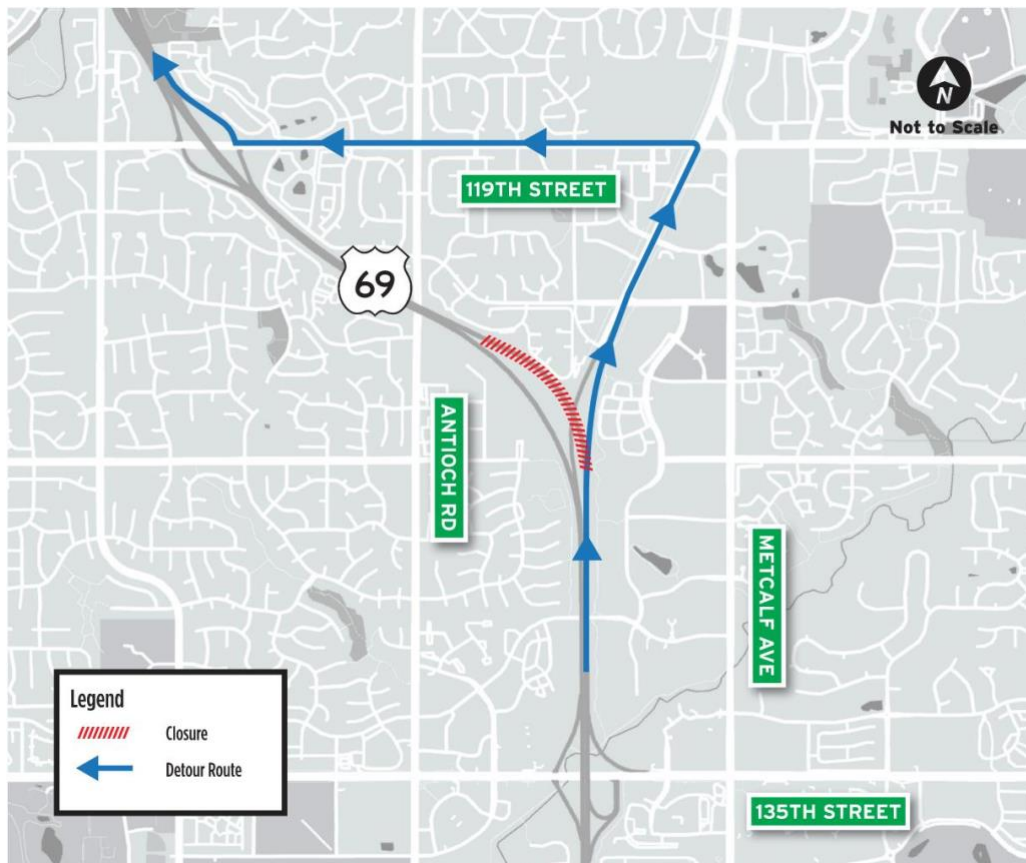 N
Not to Scale
119TH STREET
69
ANTIOCH RD
METCALF AVE
Legend
Closure
Detour Route
135TH STREET